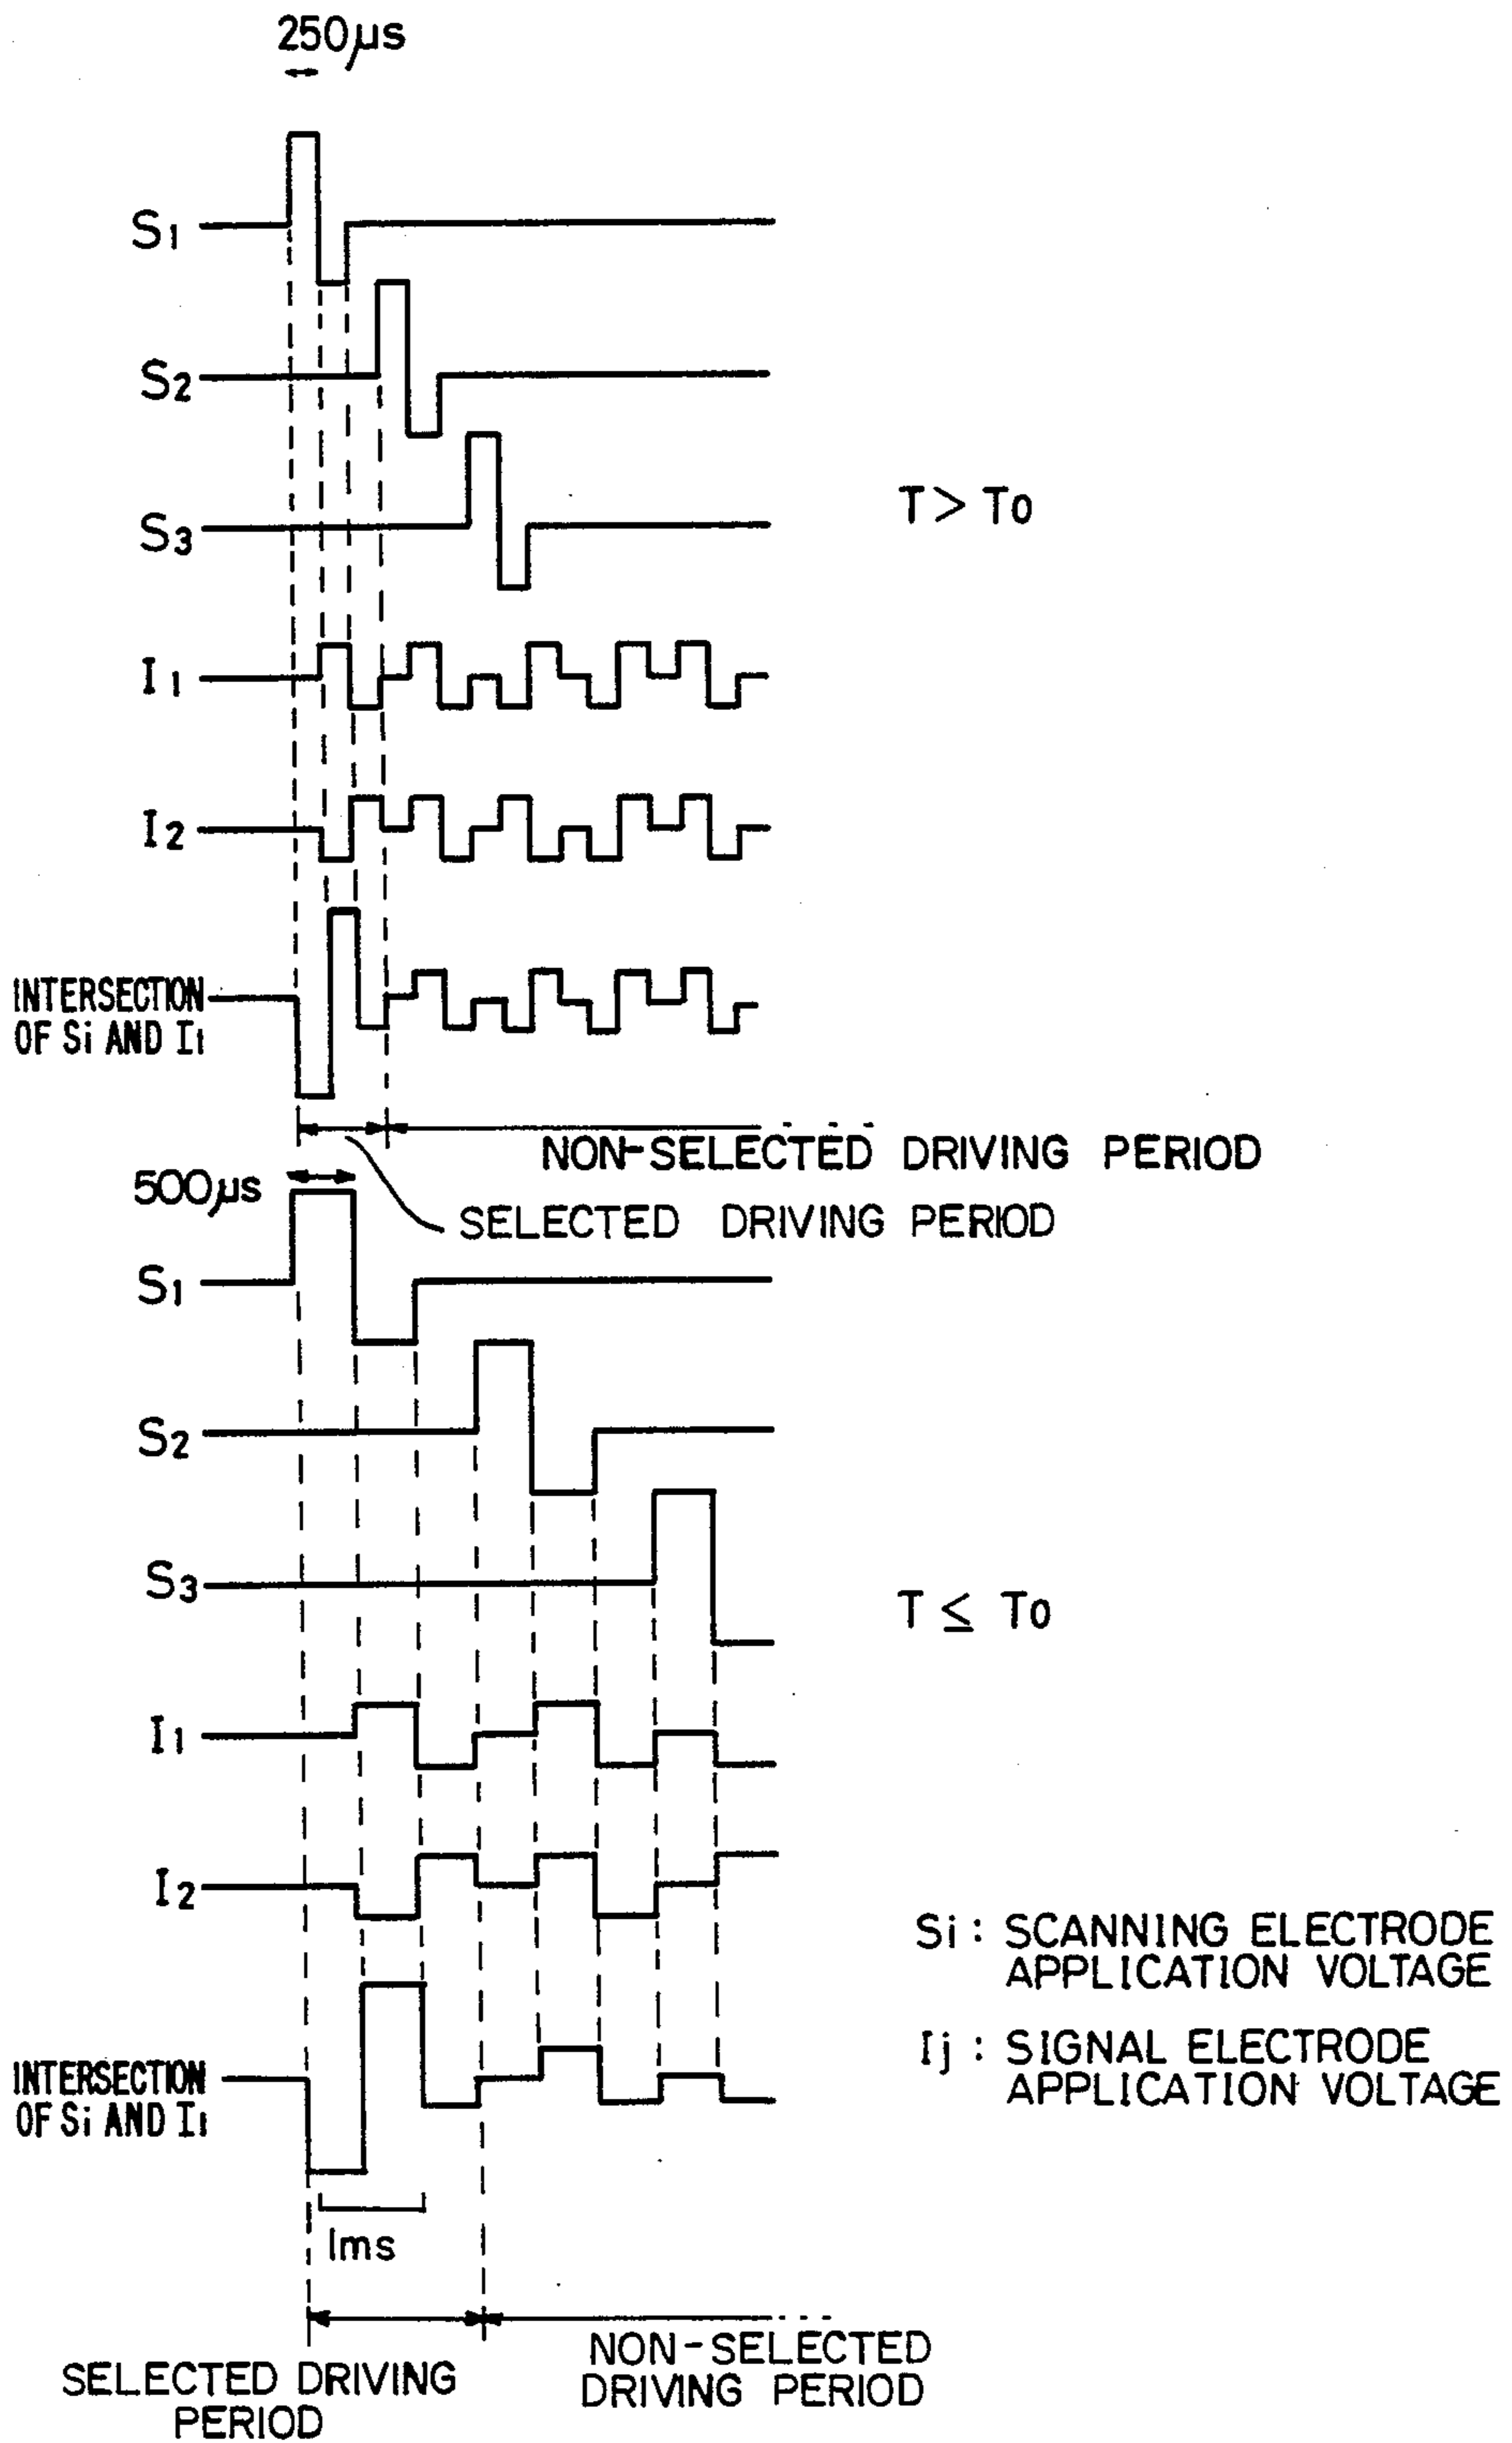 250μs
S1
S2
S3
T > To
I1
I2
INTERSECTION
OF Si AND I1
NON-SELECTED DRIVING PERIOD
500μs
SELECTED DRIVING PERIOD
S1
S2
S3
T ≤ To
I1
I2
Si : SCANNING ELECTRODE
APPLICATION VOLTAGE
Ij : SIGNAL ELECTRODE
APPLICATION VOLTAGE
INTERSECTION
OF Si AND I1
1ms
NON-SELECTED
DRIVING PERIOD
SELECTED DRIVING
PERIOD